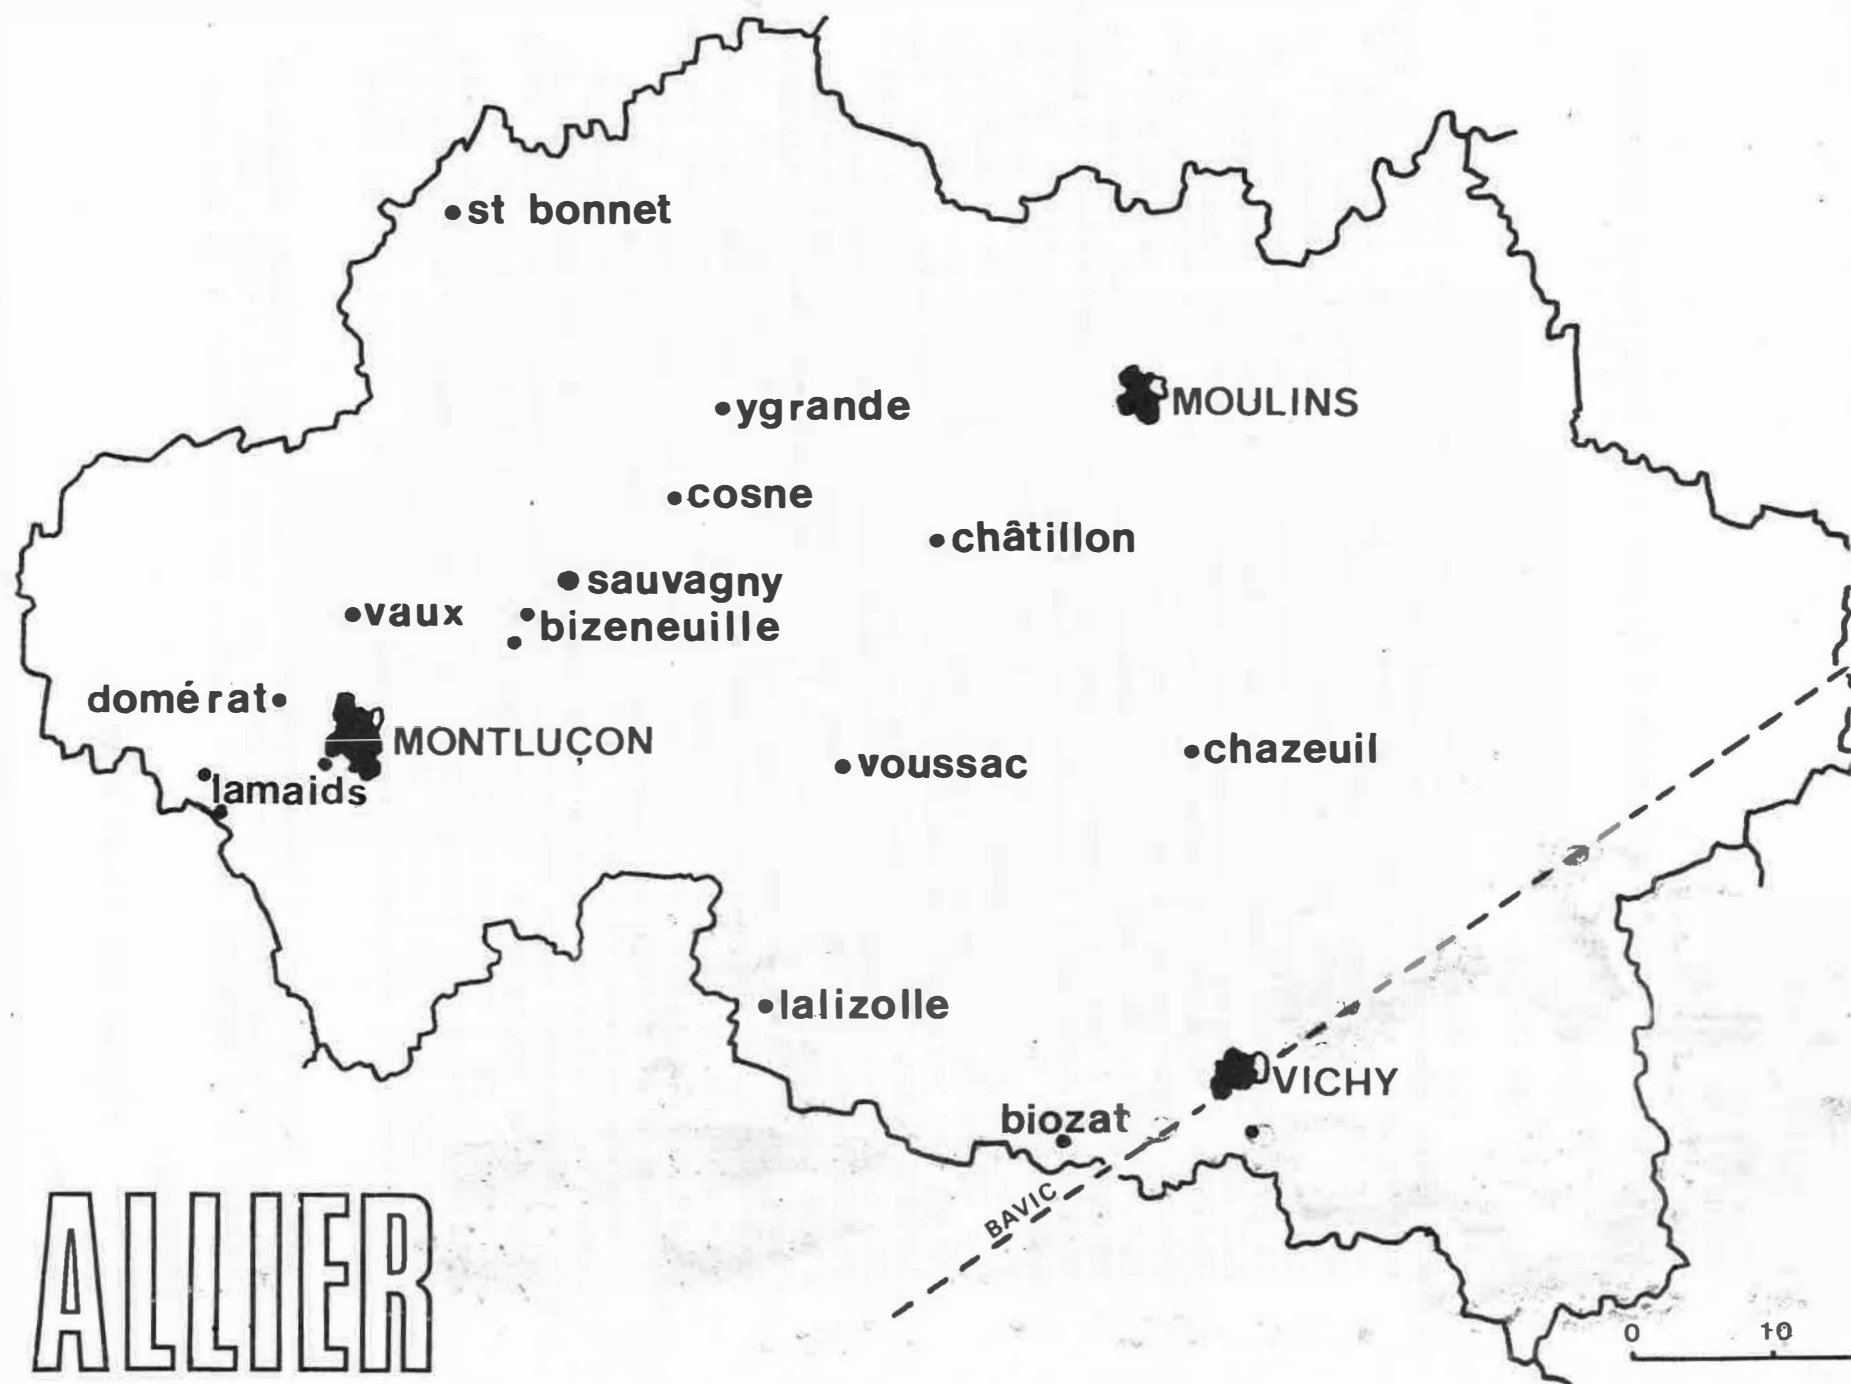 st bonnet
ygrande
MOULINS
cosne
châtillon
sauvagny
vaux
bizeneuille
domérat
MONTLUÇON
voussac
chazeuil
lamaids
lalizolle
VICHY
biozat
BAVIC
ALLIER
0 10